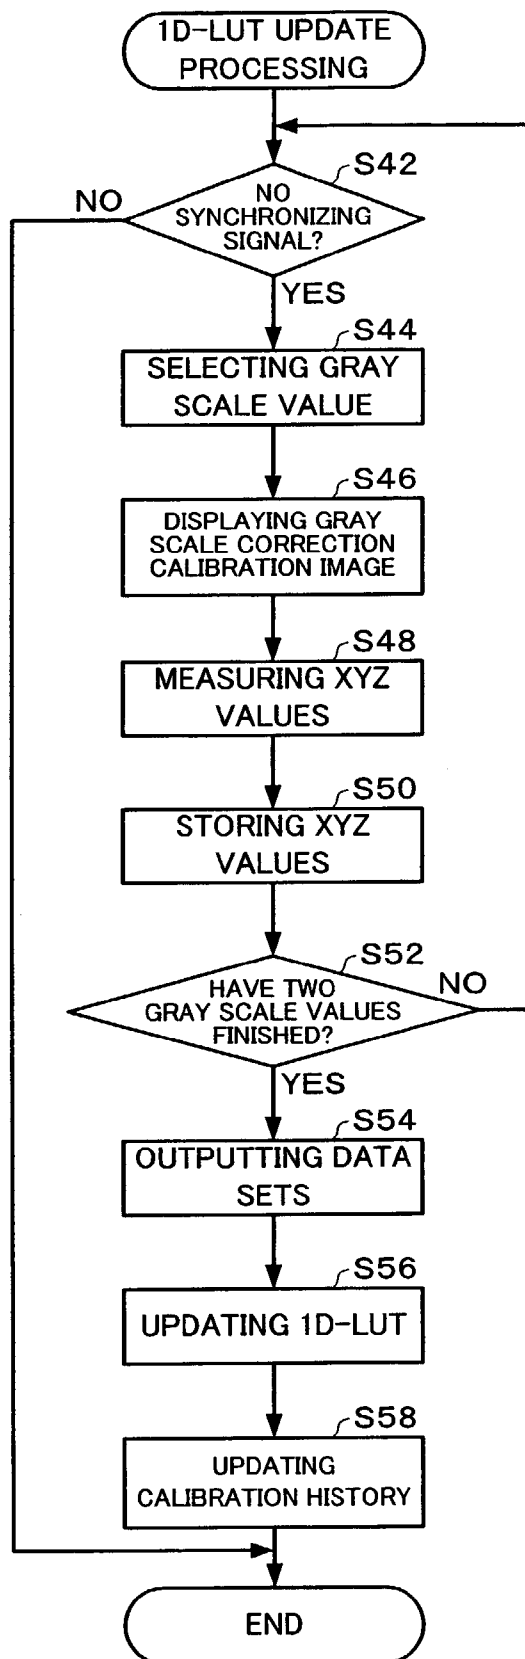 1D-LUT UPDATE
PROCESSING
S42
NO
NO
SYNCHRONIZING
SIGNAL?
YES
S44
SELECTING GRAY
SCALE VALUE
S46
DISPLAYING GRAY
SCALE CORRECTION
CALIBRATION IMAGE
S48
MEASURING XYZ
VALUES
S50
STORING XYZ
VALUES
S52
HAVE TWO
GRAY SCALE VALUES
FINISHED?
NO
YES
S54
OUTPUTTING DATA
SETS
S56
UPDATING 1D-LUT
S58
UPDATING
CALIBRATION HISTORY
END